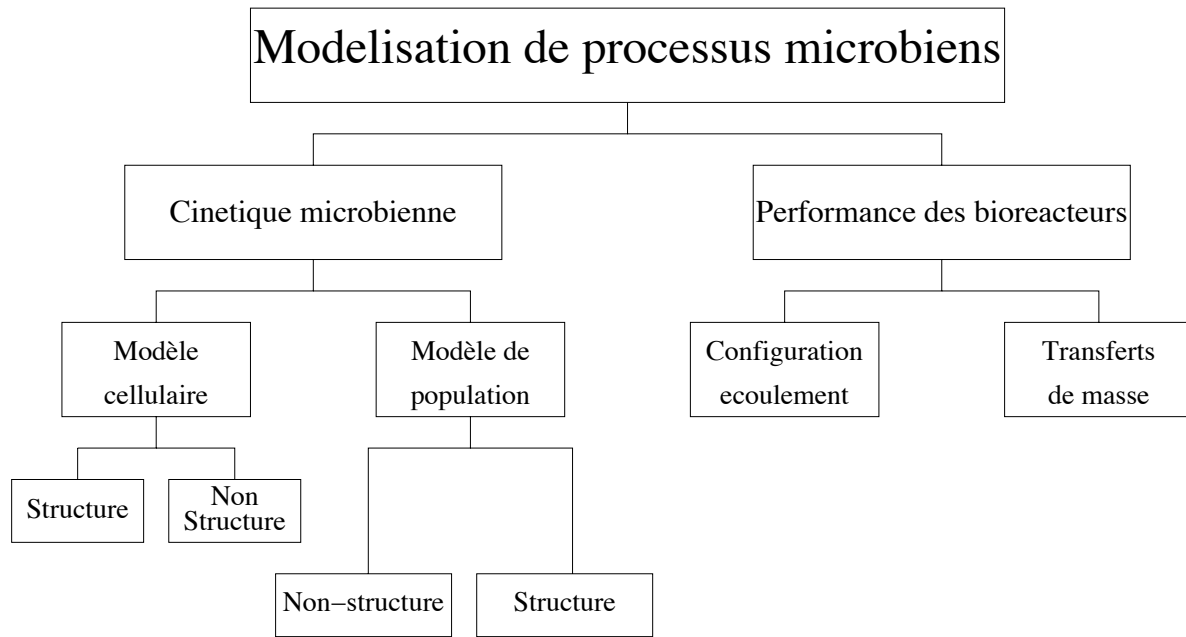 Modelisation de processus microbiens
Cinetique microbienne
Performance des bioreacteurs
Modèle
cellulaire
Modèle de
population
Configuration
ecoulement
Transferts
de masse
Structure
Non
Structure
Non−structure
Structure